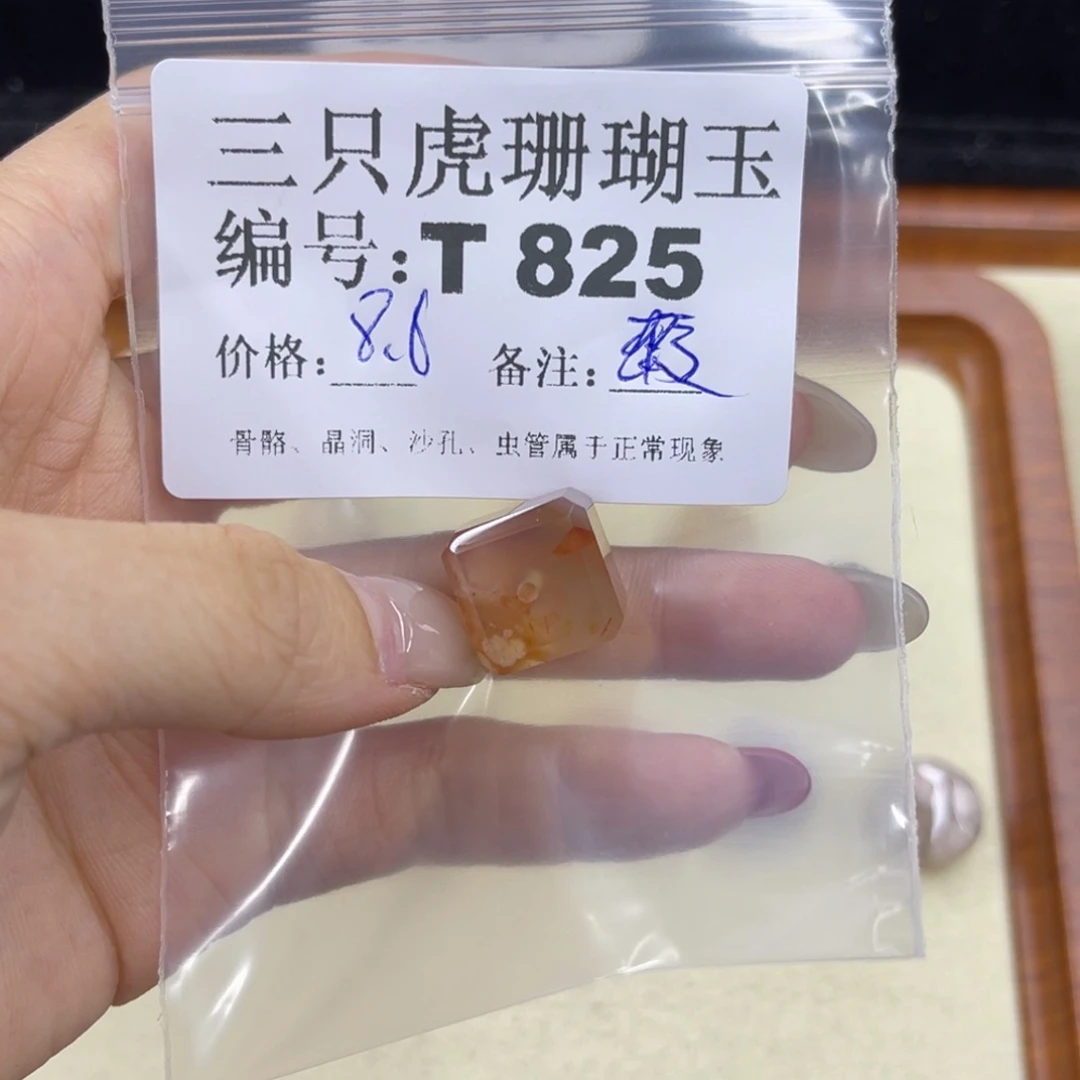 三只虎珊瑚玉
编号:T 825
价格: 8.6 备注:
骨骼、晶洞、沙孔、虫管属于正常现象